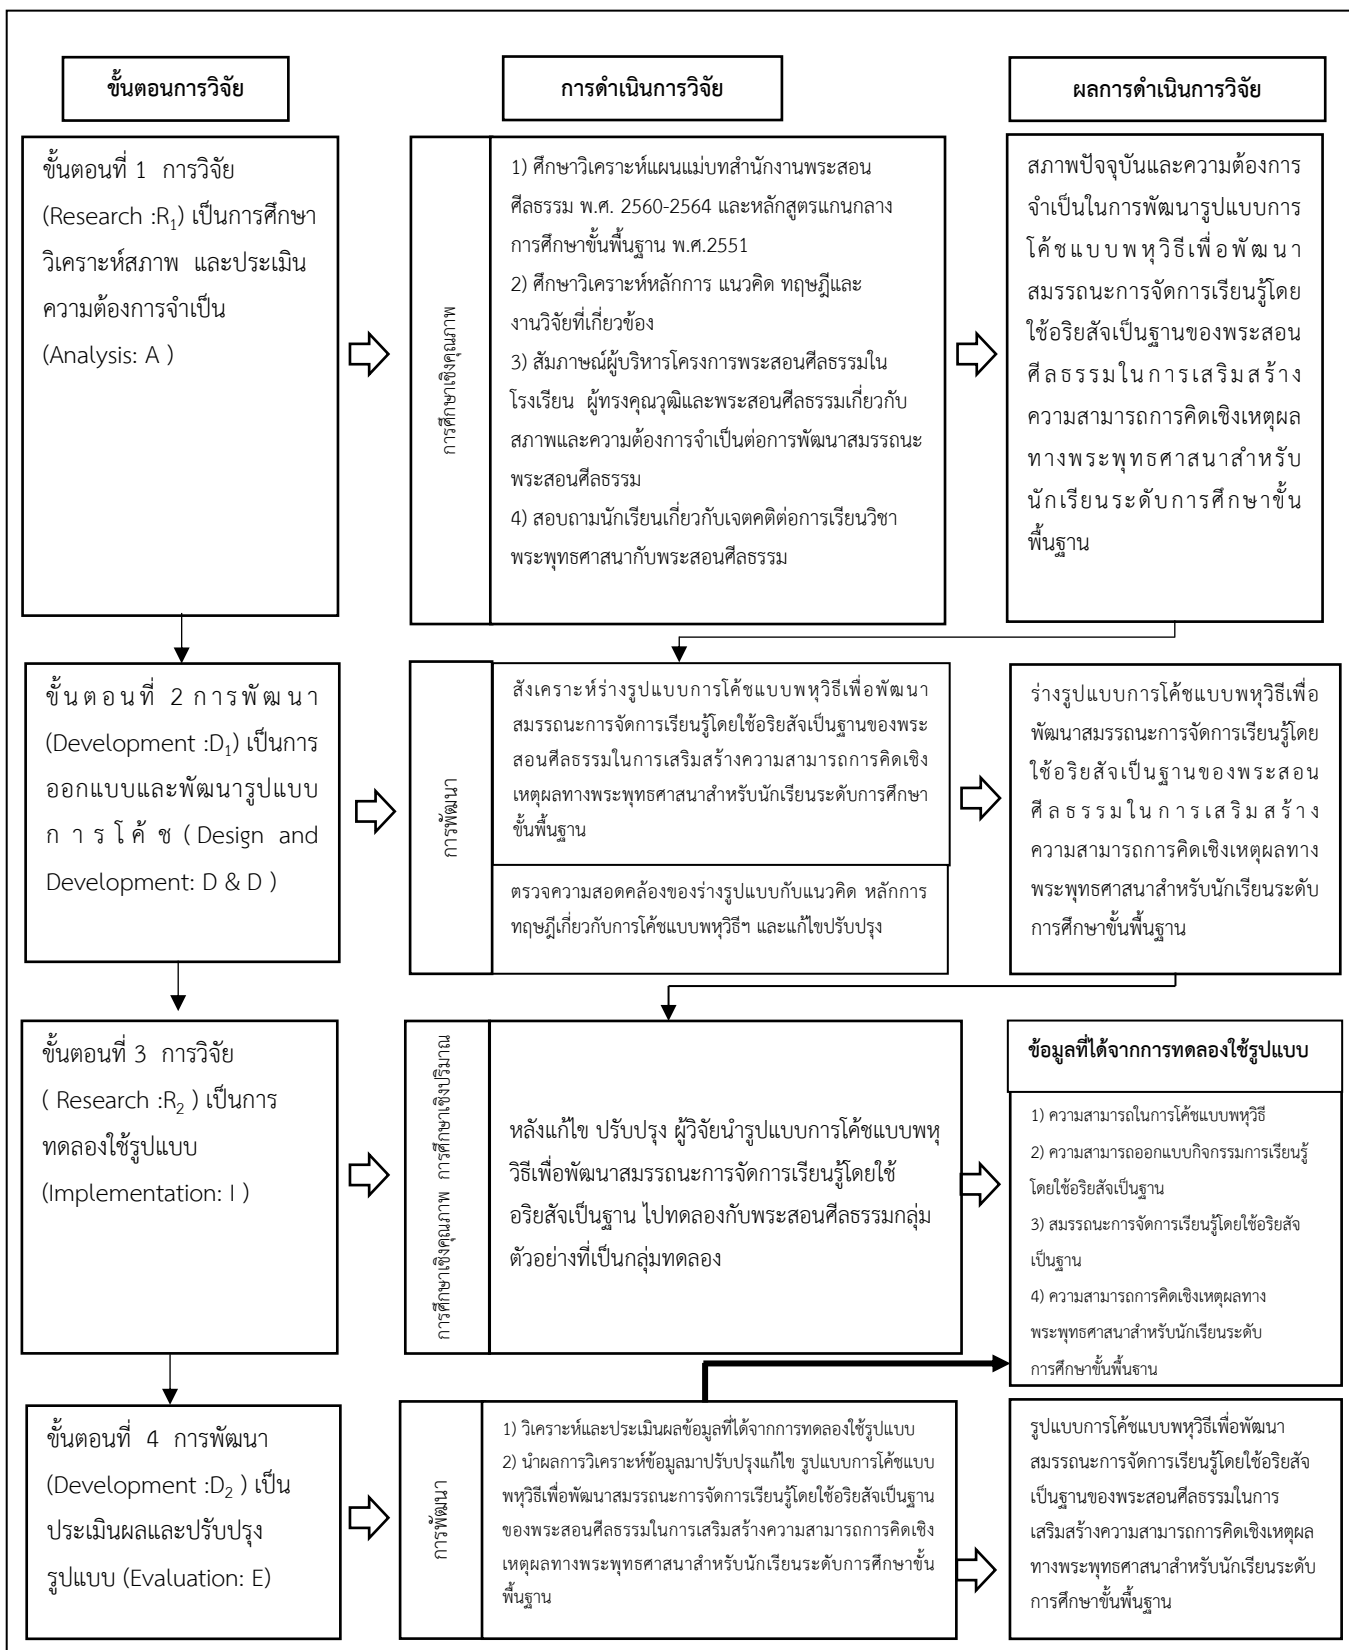 ขั้นตอนการวิจัย
การดำเนินการวิจัย
ผลการดำเนินการวิจัย
ขั้นตอนที่ 1 การวิจัย
(Research :R1) เป็นการศึกษา
วิเคราะห์สภาพ และประเมิน
ความต้องการจำเป็น
(Analysis: A )
การศึกษาเชิงคุณภาพ
1) ศึกษาวิเคราะห์แผนแม่บทสำนักงานพระสอน
ศีลธรรม พ.ศ. 2560-2564 และหลักสูตรแกนกลาง
การศึกษาขั้นพื้นฐาน พ.ศ.2551
2) ศึกษาวิเคราะห์หลักการ แนวคิด ทฤษฎีและ
งานวิจัยที่เกี่ยวข้อง
3) สัมภาษณ์ผู้บริหารโครงการพระสอนศีลธรรมใน
โรงเรียน ผู้ทรงคุณวุฒิและพระสอนศีลธรรมเกี่ยวกับ
สภาพและความต้องการจำเป็นต่อการพัฒนาสมรรถนะ
พระสอนศีลธรรม
4) สอบถามนักเรียนเกี่ยวกับเจตคติต่อการเรียนวิชา
พระพุทธศาสนากับพระสอนศีลธรรม
สภาพปัจจุบันและความต้องการ
จำเป็นในการพัฒนารูปแบบการ
โค้ชแบบพหุวิธีเพื่อพัฒนา
สมรรถนะการจัดการเรียนรู้โดย
ใช้อริยสัจเป็นฐานของพระสอน
ศีลธรรมในการเสริมสร้าง
ความสามารถการคิดเชิงเหตุผล
ทางพระพุทธศาสนาสำหรับ
นักเรียนระดับการศึกษาขั้น
พื้นฐาน
ขั้นตอนที่ 2 การพัฒนา
(Development :D1) เป็นการ
ออกแบบและพัฒนารูปแบบ
การโค้ช (Design and
Development: D & D )
การพัฒนา
สังเคราะห์ร่างรูปแบบการโค้ชแบบพหุวิธีเพื่อพัฒนา
สมรรถนะการจัดการเรียนรู้โดยใช้อริยสัจเป็นฐานของพระ
สอนศีลธรรมในการเสริมสร้างความสามารถการคิดเชิง
เหตุผลทางพระพุทธศาสนาสำหรับนักเรียนระดับการศึกษา
ขั้นพื้นฐาน
ตรวจความสอดคล้องของร่างรูปแบบกับแนวคิด หลักการ
ทฤษฎีเกี่ยวกับการโค้ชแบบพหุวิธีฯ และแก้ไขปรับปรุง
ร่างรูปแบบการโค้ชแบบพหุวิธีเพื่อ
พัฒนาสมรรถนะการจัดการเรียนรู้โดย
ใช้อริยสัจเป็นฐานของพระสอน
ศีลธรรมในการเสริมสร้าง
ความสามารถการคิดเชิงเหตุผลทาง
พระพุทธศาสนาสำหรับนักเรียนระดับ
การศึกษาขั้นพื้นฐาน
ขั้นตอนที่ 3 การวิจัย
( Research :R2 ) เป็นการ
ทดลองใช้รูปแบบ
(Implementation: I )
การศึกษาเชิงคุณภาพ การศึกษาเชิงปริมาณ
หลังแก้ไข ปรับปรุง ผู้วิจัยนำรูปแบบการโค้ชแบบพหุ
วิธีเพื่อพัฒนาสมรรถนะการจัดการเรียนรู้โดยใช้
อริยสัจเป็นฐาน ไปทดลองกับพระสอนศีลธรรมกลุ่ม
ตัวอย่างที่เป็นกลุ่มทดลอง
ข้อมูลที่ได้จากการทดลองใช้รูปแบบ
1) ความสามารถในการโค้ชแบบพหุวิธี
2) ความสามารถออกแบบกิจกรรมการเรียนรู้
โดยใช้อริยสัจเป็นฐาน
3) สมรรถนะการจัดการเรียนรู้โดยใช้อริยสัจ
เป็นฐาน
4) ความสามารถการคิดเชิงเหตุผลทาง
พระพุทธศาสนาสำหรับนักเรียนระดับ
การศึกษาขั้นพื้นฐาน
ขั้นตอนที่ 4 การพัฒนา
(Development :D2 ) เป็น
ประเมินผลและปรับปรุง
รูปแบบ (Evaluation: E)
การพัฒนา
1) วิเคราะห์และประเมินผลข้อมูลที่ได้จากการทดลองใช้รูปแบบ
2) นำผลการวิเคราะห์ข้อมูลมาปรับปรุงแก้ไข รูปแบบการโค้ชแบบ
พหุวิธีเพื่อพัฒนาสมรรถนะการจัดการเรียนรู้โดยใช้อริยสัจเป็นฐาน
ของพระสอนศีลธรรมในการเสริมสร้างความสามารถการคิดเชิง
เหตุผลทางพระพุทธศาสนาสำหรับนักเรียนระดับการศึกษาขั้น
พื้นฐาน
รูปแบบการโค้ชแบบพหุวิธีเพื่อพัฒนา
สมรรถนะการจัดการเรียนรู้โดยใช้อริยสัจ
เป็นฐานของพระสอนศีลธรรมในการ
เสริมสร้างความสามารถการคิดเชิงเหตุผล
ทางพระพุทธศาสนาสำหรับนักเรียนระดับ
การศึกษาขั้นพื้นฐาน